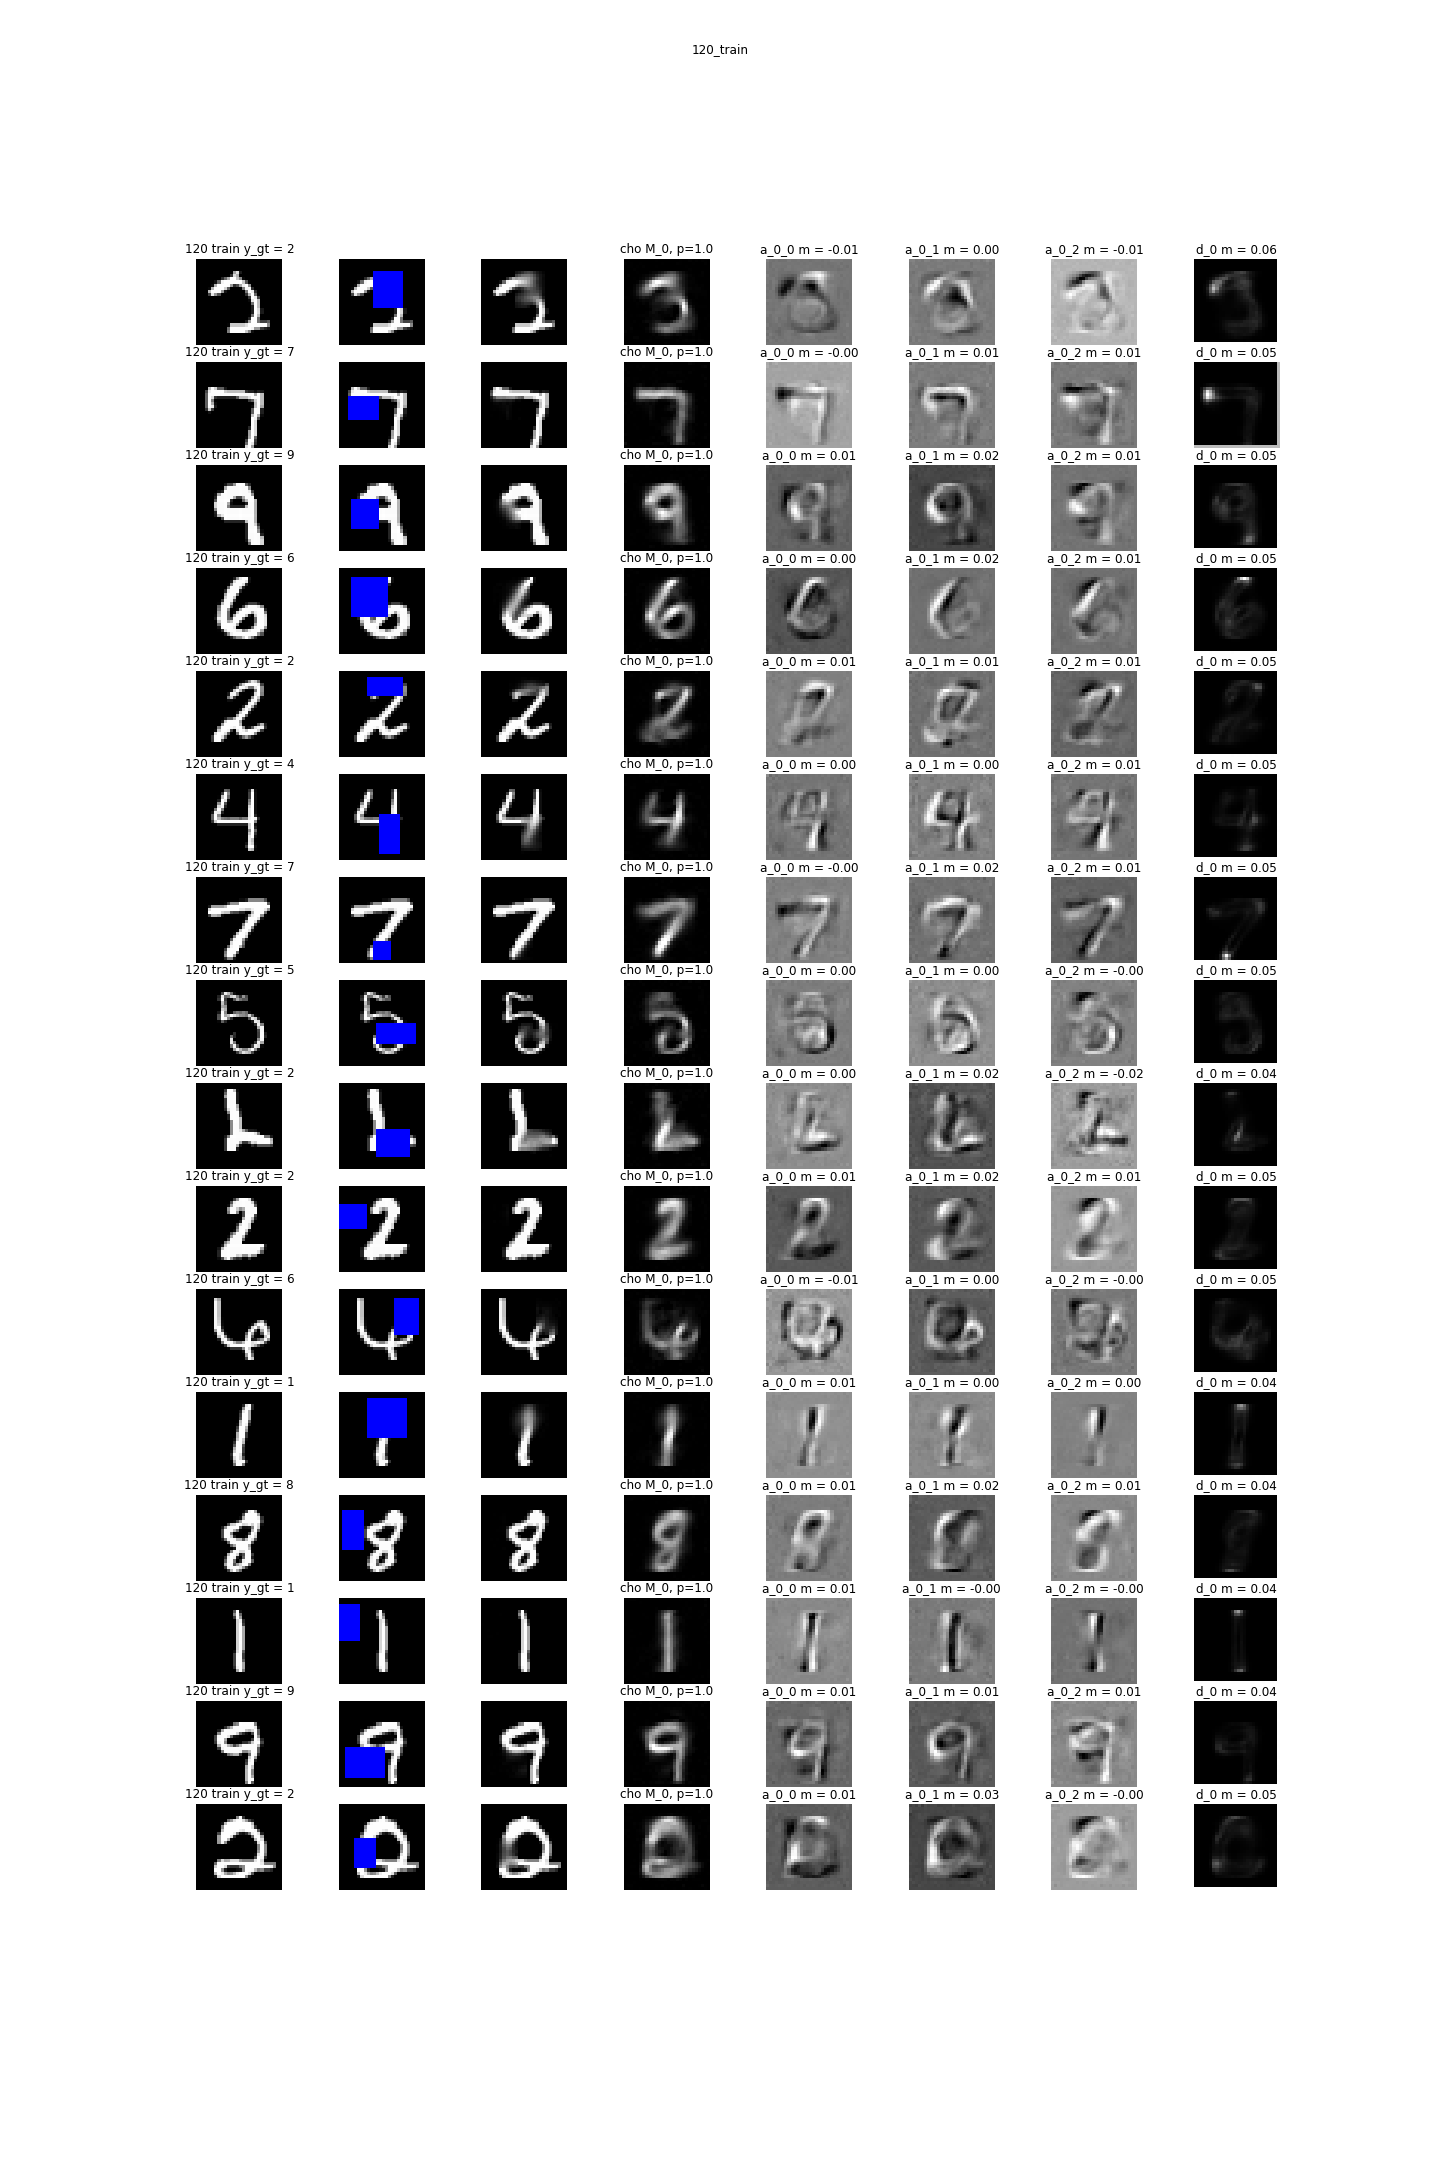 120_train
120 train y_gt = 2 cho M_0, p=1.0 a_0_0 m = -0.01 a_0_1 m = 0.00 a_0_2 m = -0.01 d_0 m = 0.06
120 train y_gt = 7 cho M_0, p=1.0 a_0_0 m = -0.00 a_0_1 m = 0.01 a_0_2 m = 0.01 d_0 m = 0.05
120 train y_gt = 9 cho M_0, p=1.0 a_0_0 m = 0.01 a_0_1 m = 0.02 a_0_2 m = 0.01 d_0 m = 0.05
120 train y_gt = 6 cho M_0, p=1.0 a_0_0 m = 0.00 a_0_1 m = 0.02 a_0_2 m = 0.01 d_0 m = 0.05
120 train y_gt = 2 cho M_0, p=1.0 a_0_0 m = 0.01 a_0_1 m = 0.01 a_0_2 m = 0.01 d_0 m = 0.05
120 train y_gt = 4 cho M_0, p=1.0 a_0_0 m = 0.00 a_0_1 m = 0.00 a_0_2 m = 0.01 d_0 m = 0.05
120 train y_gt = 7 cho M_0, p=1.0 a_0_0 m = -0.00 a_0_1 m = 0.02 a_0_2 m = 0.01 d_0 m = 0.05
120 train y_gt = 5 cho M_0, p=1.0 a_0_0 m = 0.00 a_0_1 m = 0.00 a_0_2 m = -0.00 d_0 m = 0.05
120 train y_gt = 2 cho M_0, p=1.0 a_0_0 m = 0.00 a_0_1 m = 0.02 a_0_2 m = -0.02 d_0 m = 0.04
120 train y_gt = 2 cho M_0, p=1.0 a_0_0 m = 0.01 a_0_1 m = 0.02 a_0_2 m = 0.01 d_0 m = 0.05
120 train y_gt = 6 cho M_0, p=1.0 a_0_0 m = -0.01 a_0_1 m = 0.00 a_0_2 m = -0.00 d_0 m = 0.05
120 train y_gt = 1 cho M_0, p=1.0 a_0_0 m = 0.01 a_0_1 m = 0.00 a_0_2 m = 0.00 d_0 m = 0.04
120 train y_gt = 8 cho M_0, p=1.0 a_0_0 m = 0.01 a_0_1 m = 0.02 a_0_2 m = 0.01 d_0 m = 0.04
120 train y_gt = 1 cho M_0, p=1.0 a_0_0 m = 0.01 a_0_1 m = -0.00 a_0_2 m = -0.00 d_0 m = 0.04
120 train y_gt = 9 cho M_0, p=1.0 a_0_0 m = 0.01 a_0_1 m = 0.01 a_0_2 m = 0.01 d_0 m = 0.04
120 train y_gt = 2 cho M_0, p=1.0 a_0_0 m = 0.01 a_0_1 m = 0.03 a_0_2 m = -0.00 d_0 m = 0.05